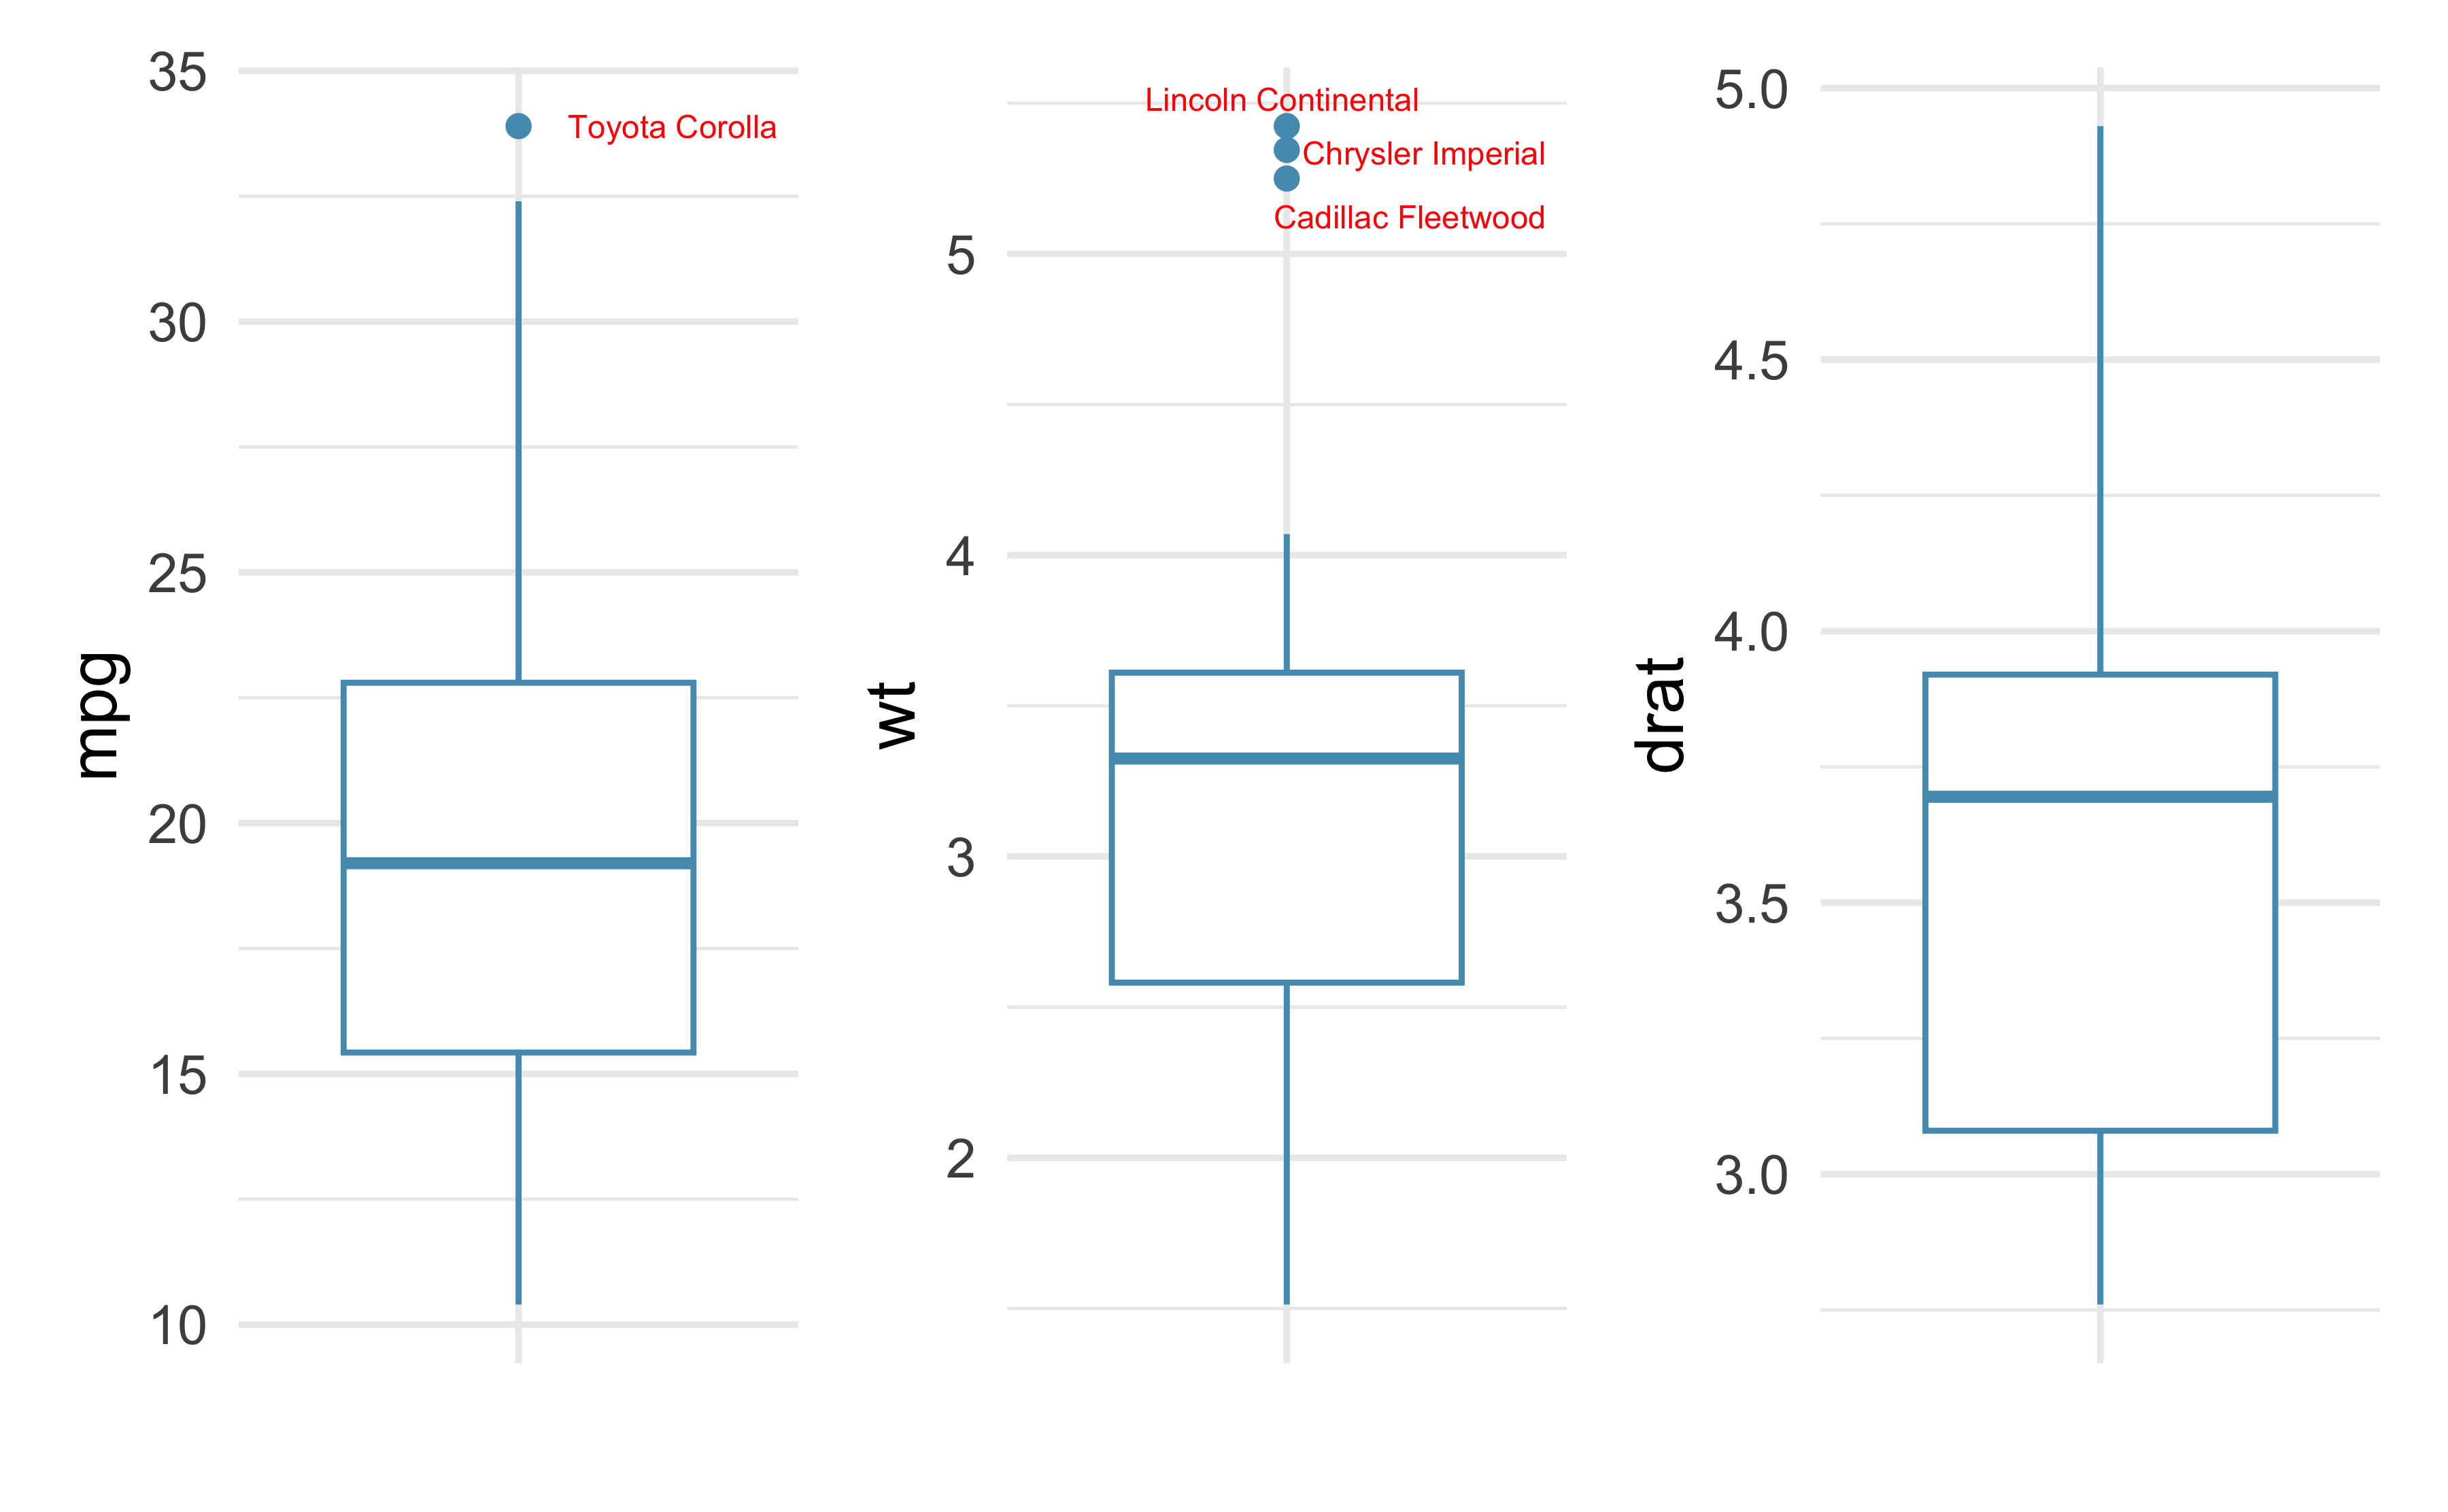 mpg
35
30
25
20
15
10
Toyota Corolla
wt
5
4
3
2
Lincoln Continental
Chrysler Imperial
Cadillac Fleetwood
drat
5.0
4.5
4.0
3.5
3.0